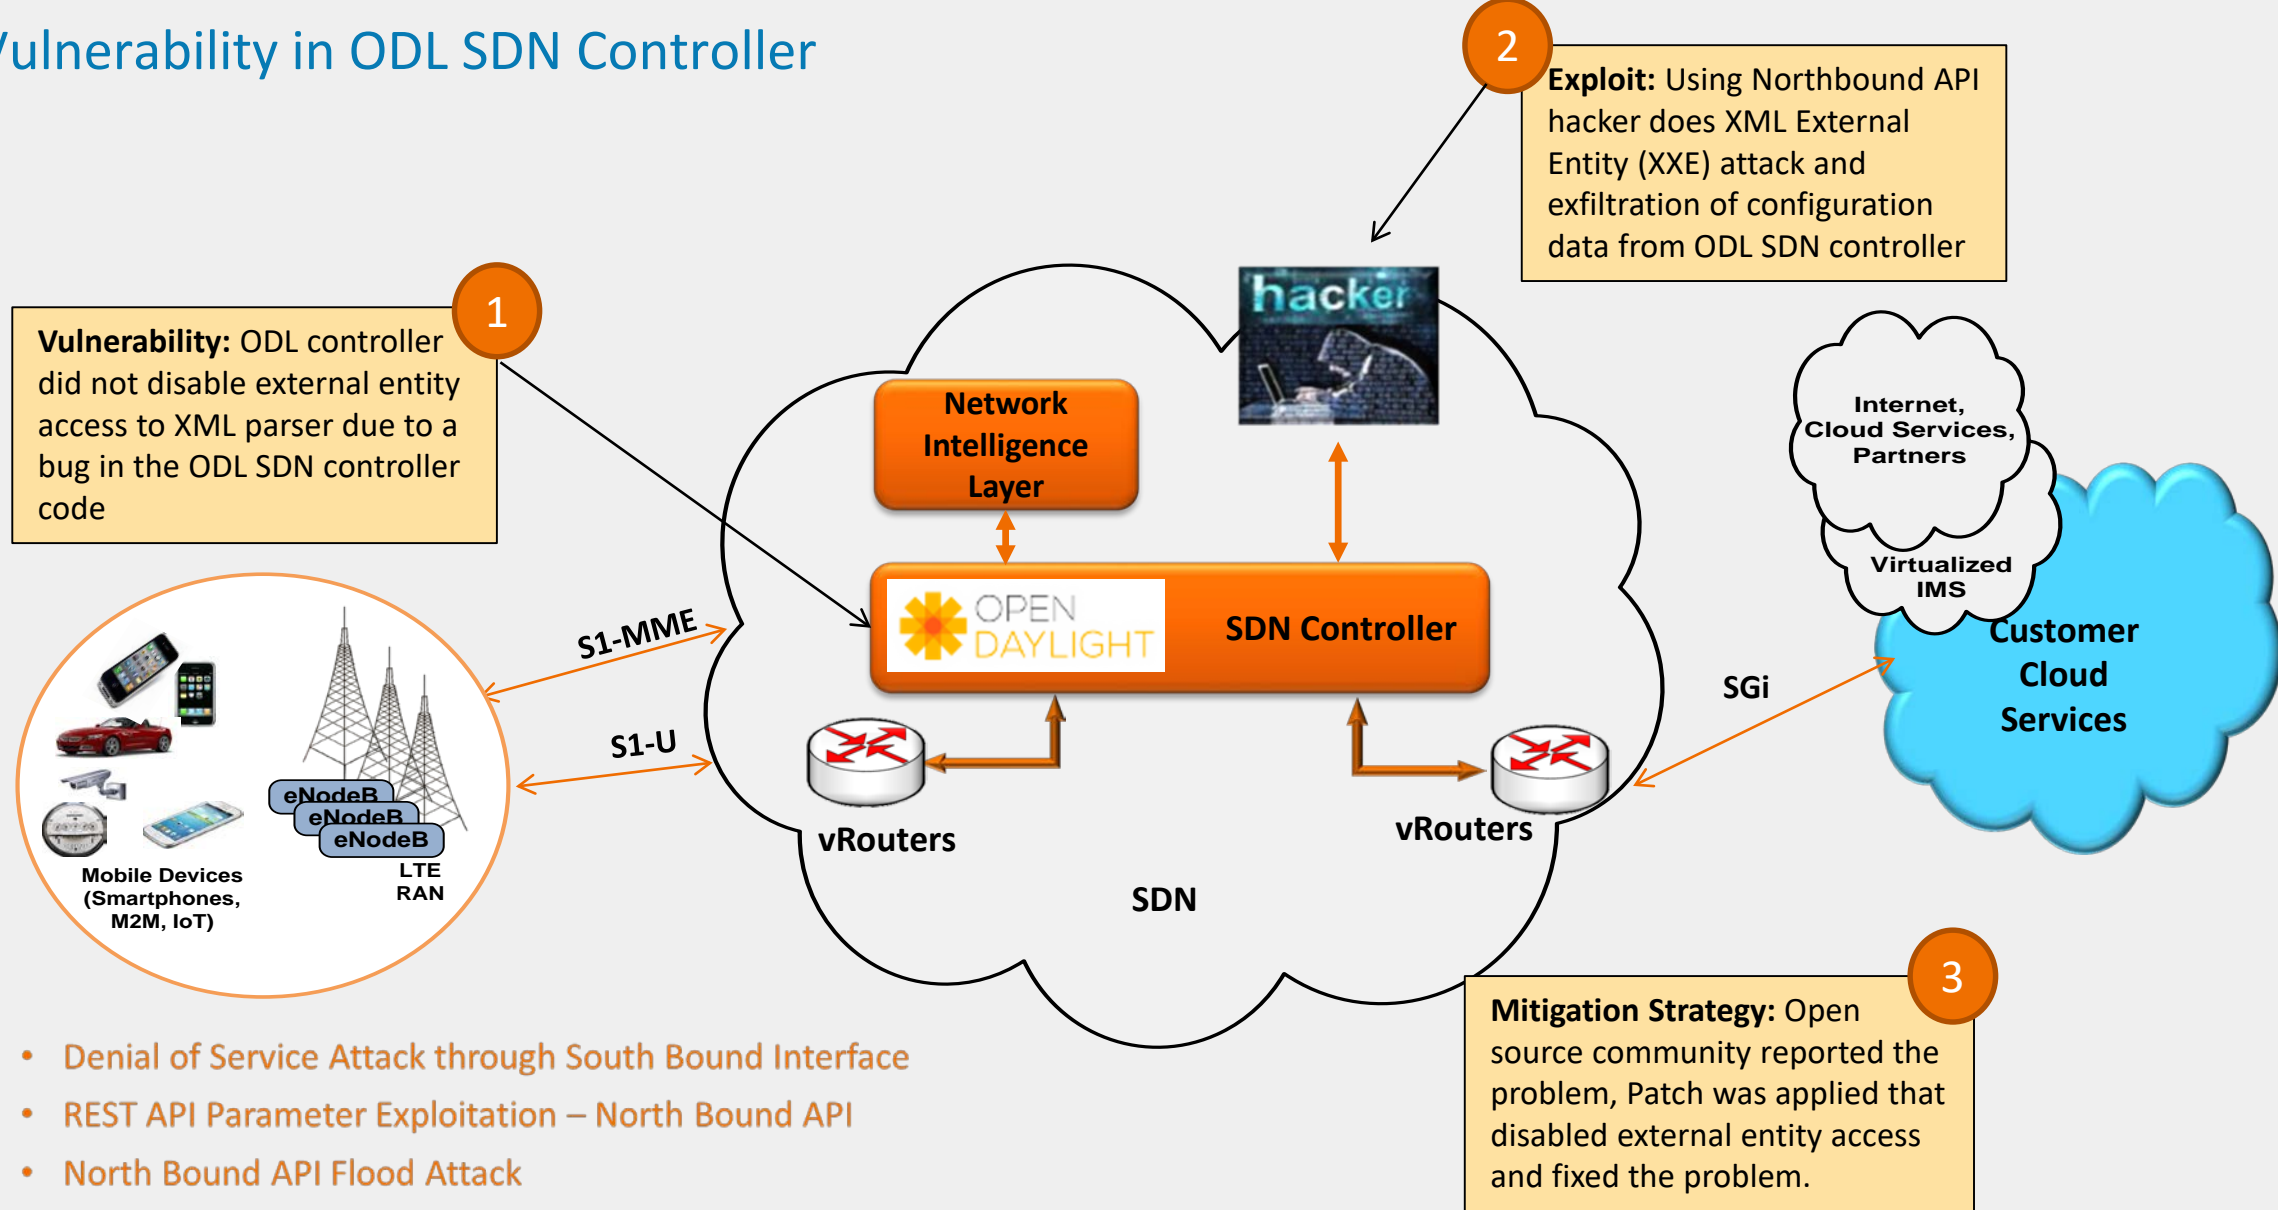 Vulnerability in ODL SDN Controller
2
Exploit: Using Northbound API
hacker does XML External
Entity (XXE) attack and
exfiltration of configuration
data from ODL SDN controller
1
Vulnerability: ODL controller
did not disable external entity
access to XML parser due to a
bug in the ODL SDN controller
code
hacker
Network
Intelligence
Layer
Internet,
Cloud Services,
Partners
Virtualized
IMS
Customer
Cloud
Services
OPEN
DAYLIGHT
SDN Controller
S1-MME
S1-U
SGi
vRouters
vRouters
SDN
eNodeB
eNodeB
eNodeB
LTE
RAN
Mobile Devices
(Smartphones,
M2M, IoT)
3
Mitigation Strategy: Open
source community reported the
problem, Patch was applied that
disabled external entity access
and fixed the problem.
• Denial of Service Attack through South Bound Interface
• REST API Parameter Exploitation – North Bound API
• North Bound API Flood Attack